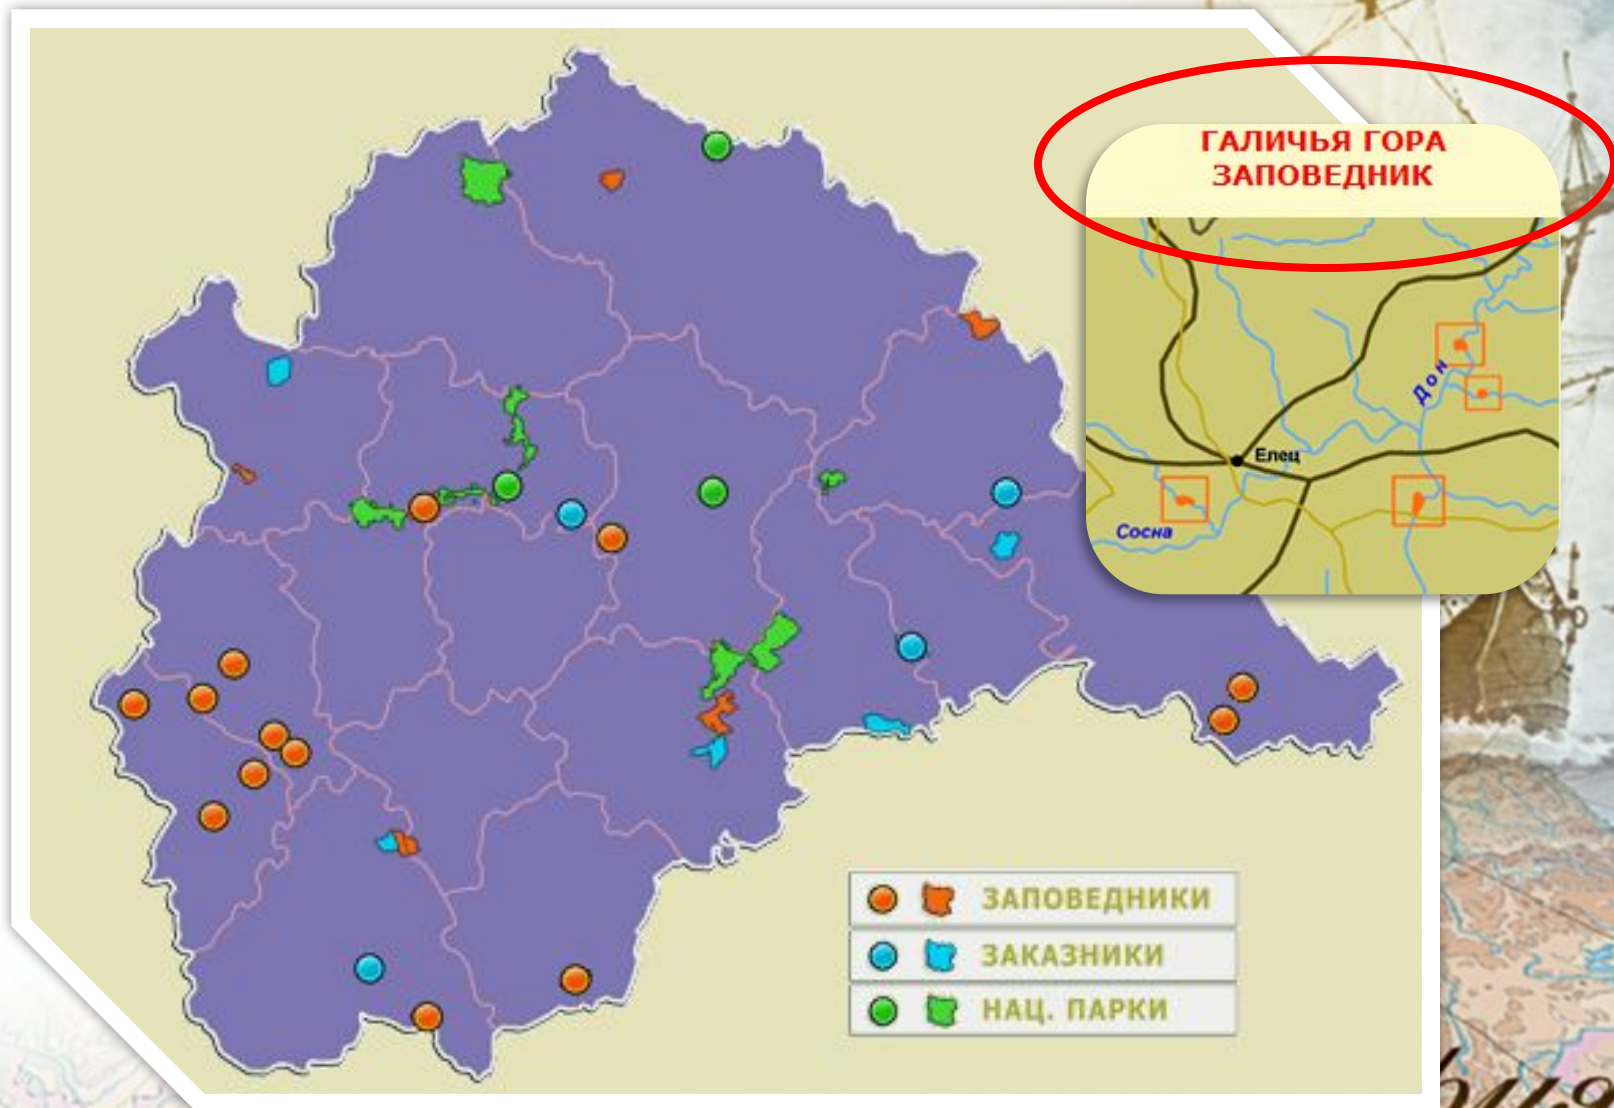 ГАЛИЧЬЯ ГОРА
ЗАПОВЕДНИК
Дон
Елец
Сосна
ЗАПОВЕДНИКИ
ЗАКАЗНИКИ
НАЦ. ПАРКИ